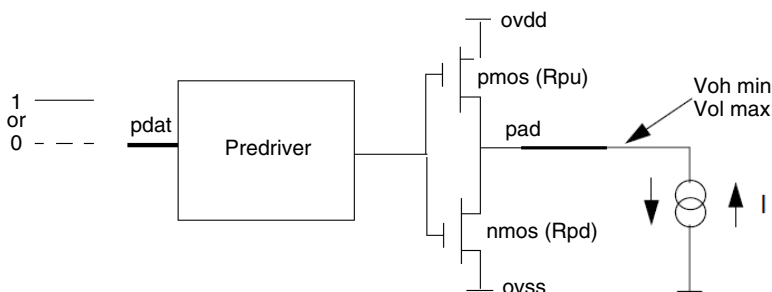 ovdd
pmos (Rpu)
Voh min
Vol max
1
or
0
pdat
Predriver
pad
nmos (Rpd)
I
ovss